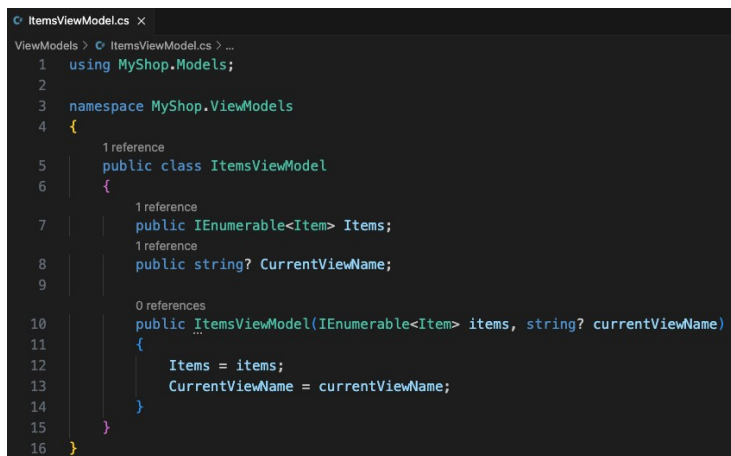 ItemsViewModel.cs ×
ViewModels > ItemsViewModel.cs > ...
1 using MyShop.Models;
2
3 namespace MyShop.ViewModels
4 {
1 reference
5 public class ItemsViewModel
6 {
1 reference
7 public IEnumerable<Item> Items;
1 reference
8 public string? CurrentViewName;
9
0 references
10 public ItemsViewModel(IEnumerable<Item> items, string? currentViewName)
11 {
12 Items = items;
13 CurrentViewName = currentViewName;
14 }
15 }
16 }